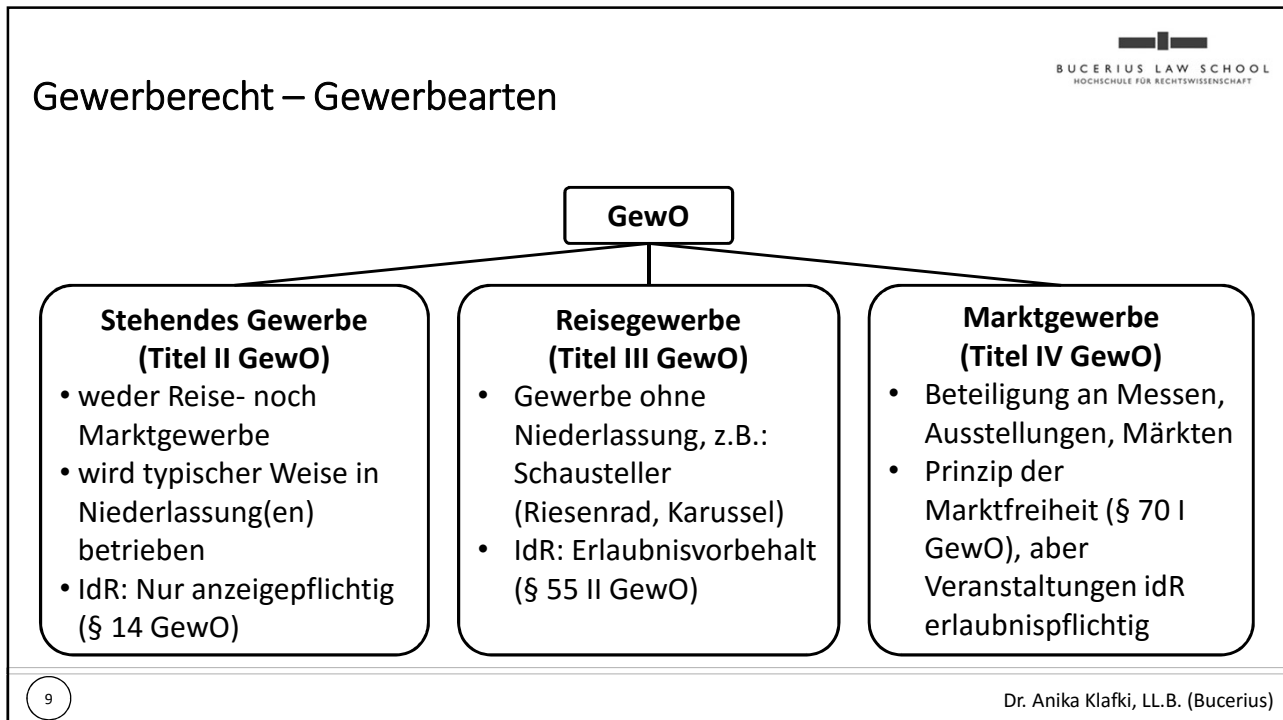 BUCERIUS LAW SCHOOL
HOCHSCHULE FÜR RECHTSWISSENSCHAFT
Gewerberecht – Gewerbearten
GewO
Stehendes Gewerbe
(Titel II GewO)
• weder Reise- noch
Marktgewerbe
• wird typischer Weise in
Niederlassung(en)
betrieben
• IdR: Nur anzeigepflichtig
(§ 14 GewO)
Reisegewerbe
(Titel III GewO)
• Gewerbe ohne
Niederlassung, z.B.:
Schausteller
(Riesenrad, Karussel)
• IdR: Erlaubnisvorbehalt
(§ 55 II GewO)
Marktgewerbe
(Titel IV GewO)
• Beteiligung an Messen,
Ausstellungen, Märkten
• Prinzip der
Marktfreiheit (§ 70 I
GewO), aber
Veranstaltungen idR
erlaubnispflichtig
9
Dr. Anika Klafki, LL.B. (Bucerius)